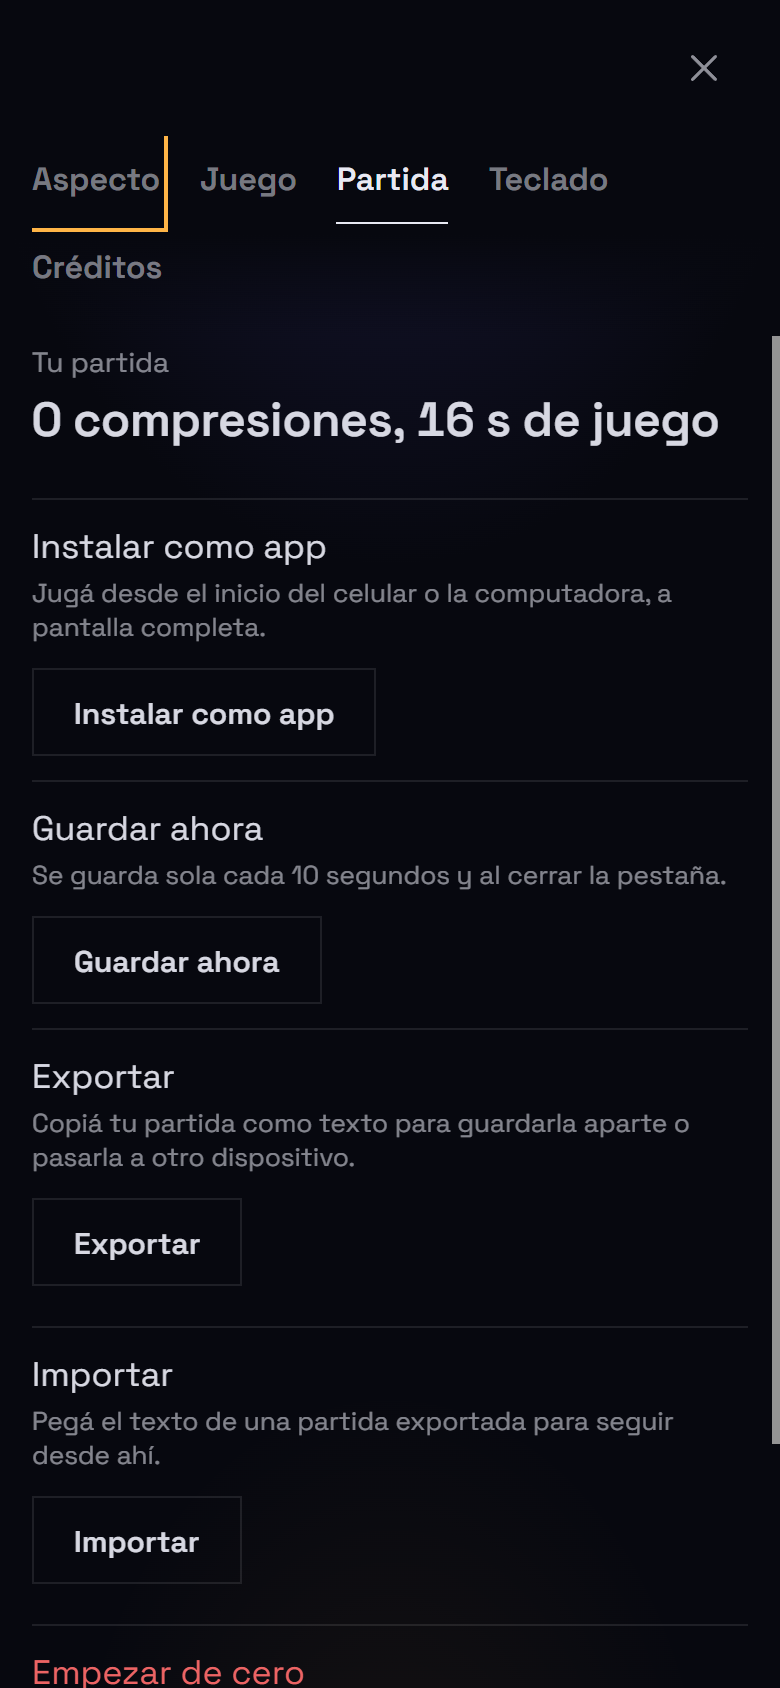 Aspecto Juego Partida Teclado
Créditos
Tu partida
0 compresiones, 16 s de juego
Instalar como app
Jugá desde el inicio del celular o la computadora, a
pantalla completa.
Instalar como app
Guardar ahora
Se guarda sola cada 10 segundos y al cerrar la pestaña.
Guardar ahora
Exportar
Copiá tu partida como texto para guardarla aparte o
pasarla a otro dispositivo.
Exportar
Importar
Pegá el texto de una partida exportada para seguir
desde ahí.
Importar
Empezar de cero